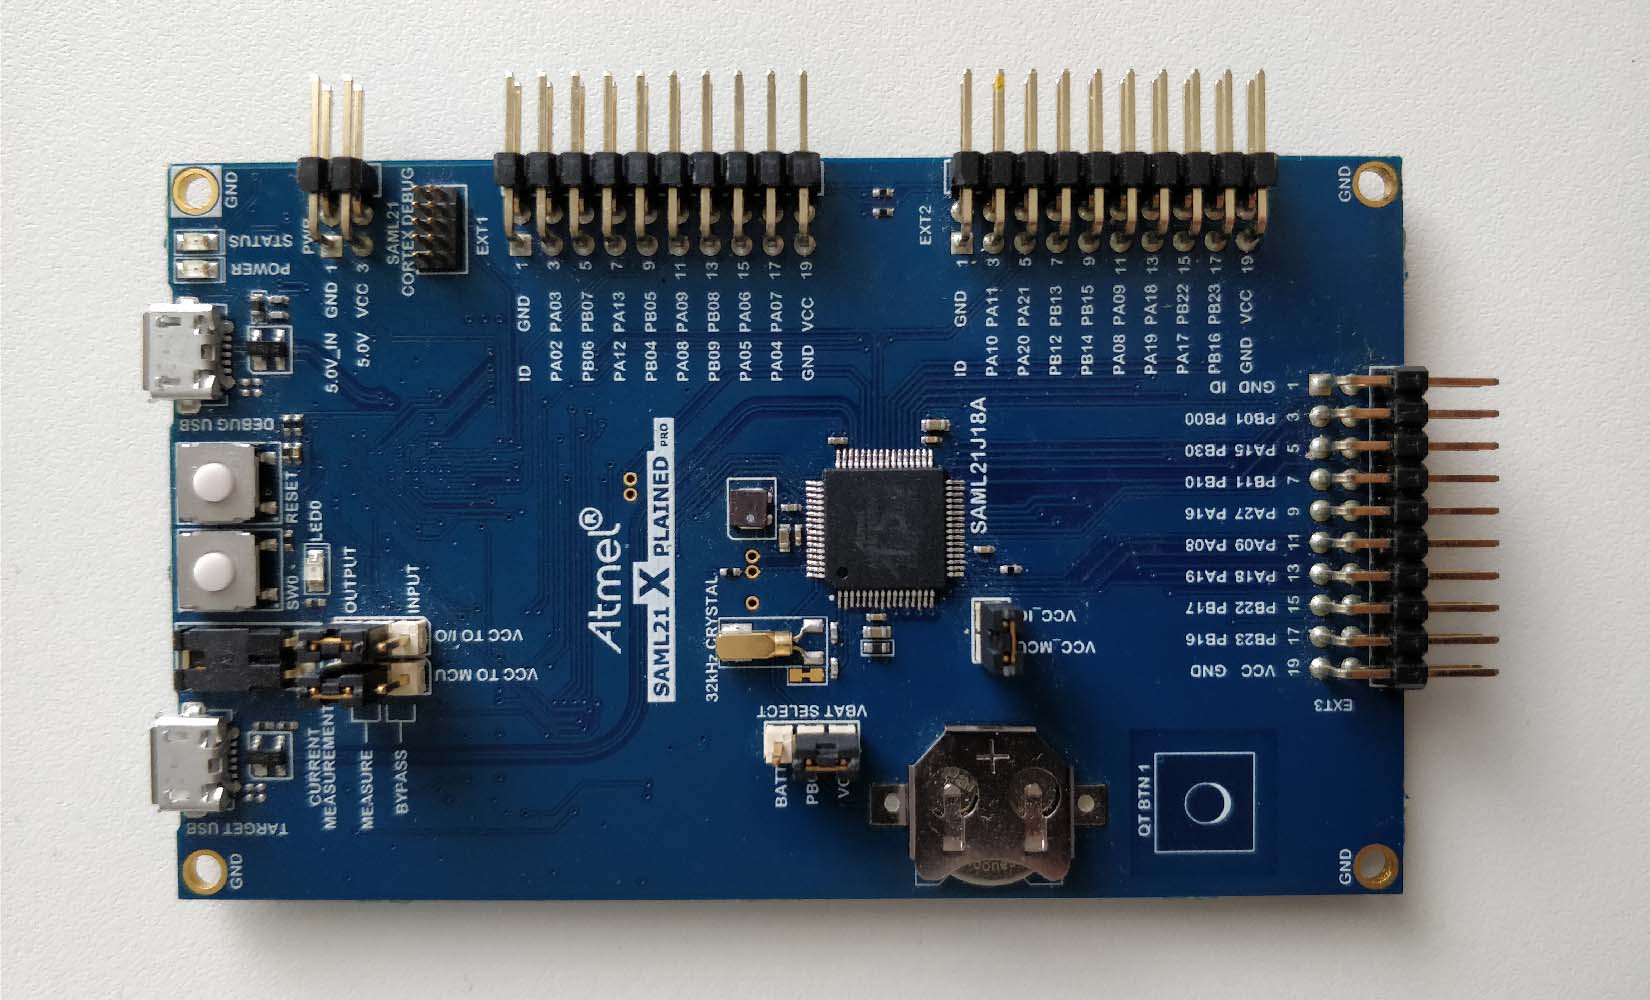 GND
STATUS
POWER
PWR
GND 1
VCC 3
5.0V_IN
5.0V
SAML21
CORTEX DEBUG
EXT1
1 3 5 7 9 11 13 15 17 19
GND PA03 PB07 PA13 PB05 PA09 PB08 PA06 PA07 VCC
ID PA02 PB06 PA12 PB04 PA08 PB09 PA05 PA04 GND
EXT2
1 3 5 7 9 11 13 15 17 19
GND PA11 PA21 PB13 PB15 PA09 PA18 PB22 PB23 VCC
ID PA10 PA20 PB12 PB14 PA08 PA19 PA17 PB16 GND
GND
ID GND 1
PB00 PB01 3
PB30 PA15 5
PB10 PB11 7
PA16 PA27 9
PA08 PA09 11
PA19 PA18 13
PB17 PB22 15
PB16 PB23 17
GND VCC 19
EXT3
DEBUG USB
RESET
SW0
LED0
OUTPUT
INPUT
VCC TO I/O
VCC TO MCU
CURRENT
MEASUREMENT
MEASURE
BYPASS
TARGET USB
GND
Atmel®
SAML21 XPLAINED PRO
32kHz CRYSTAL
SAML21J18A
VCC_MCU
VBAT SELECT
QT BTN 1
GND